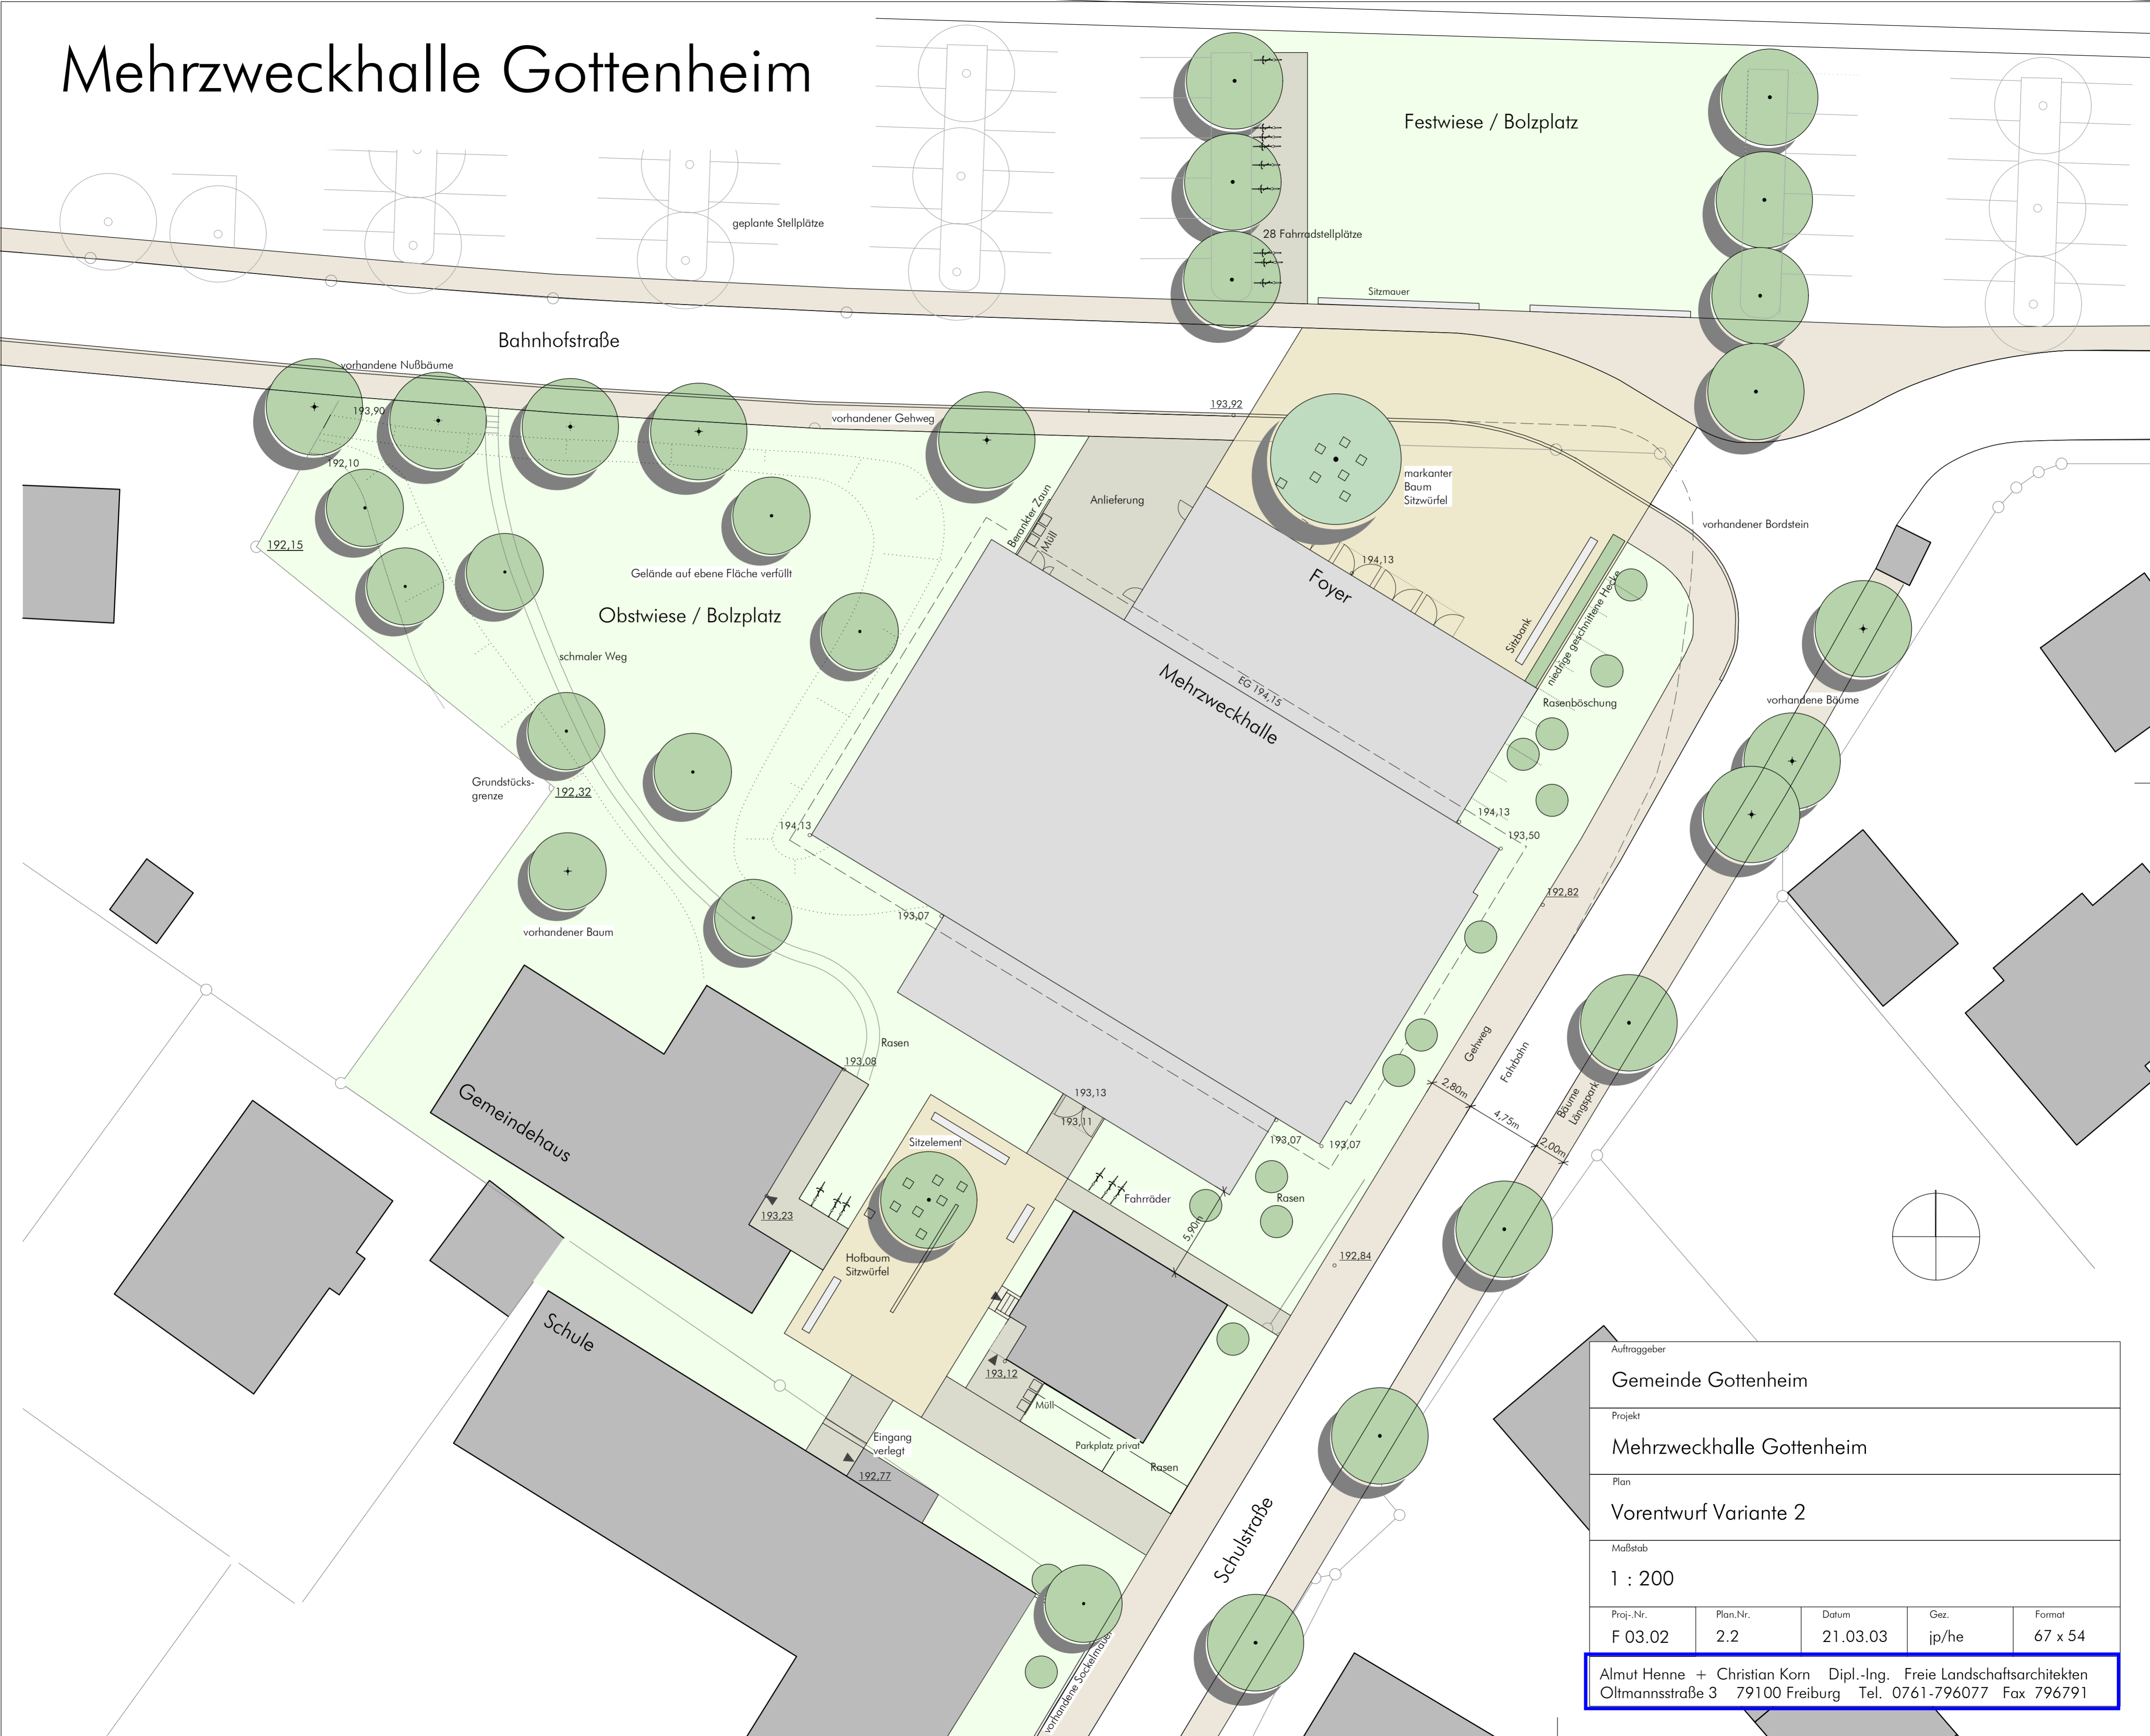 Mehrzweckhalle Gottenheim
Festwiese / Bolzplatz
geplante Stellplätze
28 Fahrradstellplätze
Sitzmauer
Bahnhofstraße
vorhandene Nußbäume
193,90
vorhandener Gehweg
193,92
192,10
markanter
Baum
Sitzwürfel
Anlieferung
Berankter Zaun
Müll
vorhandener Bordstein
192,15
194,13
Gelände auf ebene Fläche verfüllt
Foyer
Obstwiese / Bolzplatz
Sitzbank
niedrige geschnittene Hecke
schmaler Weg
Mehrzweckhalle
EG 194,15
Rasenböschung
vorhandene Bäume
Grundstücks-
grenze
192,32
194,13
194,13
193,50
192,82
193,07
vorhandener Baum
Rasen
193,08
Gehweg
Fahrbahn
Bäume
Längspark
2,80m
4,75m
2,00m
193,13
193,11
Gemeindehaus
Sitzelement
193,07
193,07
Fahrräder
Rasen
193,23
5,90m
Hofbaum
Sitzwürfel
192,84
Schule
193,12
Müll
Eingang
verlegt
Parkplatz privat
Rasen
192,77
Schulstraße
vorhandene Sockelmauer
Auftraggeber
Gemeinde Gottenheim
Projekt
Mehrzweckhalle Gottenheim
Plan
Vorentwurf Variante 2
Maßstab
1 : 200
Proj-.Nr. Plan.Nr. Datum Gez. Format
F 03.02 2.2 21.03.03 jp/he 67 x 54
Almut Henne + Christian Korn Dipl.-Ing. Freie Landschaftsarchitekten
Oltmannsstraße 3 79100 Freiburg Tel. 0761-796077 Fax 796791